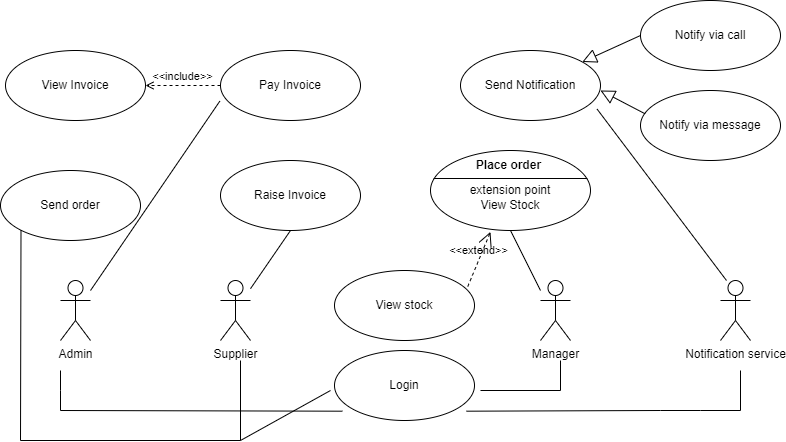 Notify via call
View Invoice
<<include>>
Pay Invoice
Send Notification
Notify via message
Place order
extension point
View Stock
Send order
Raise Invoice
<<extend>>
View stock
Admin
Supplier
Manager
Notification service
Login